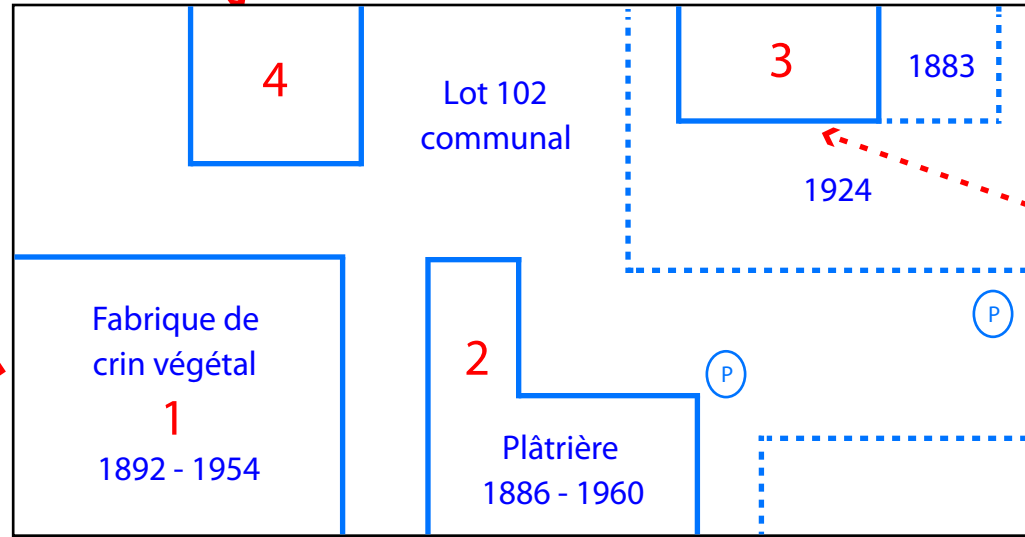 4
Lot 102
communal
3
1883
1924
Fabrique de
crin végétal
1
1892 - 1954
2
Plâtrière
1886 - 1960
P
P